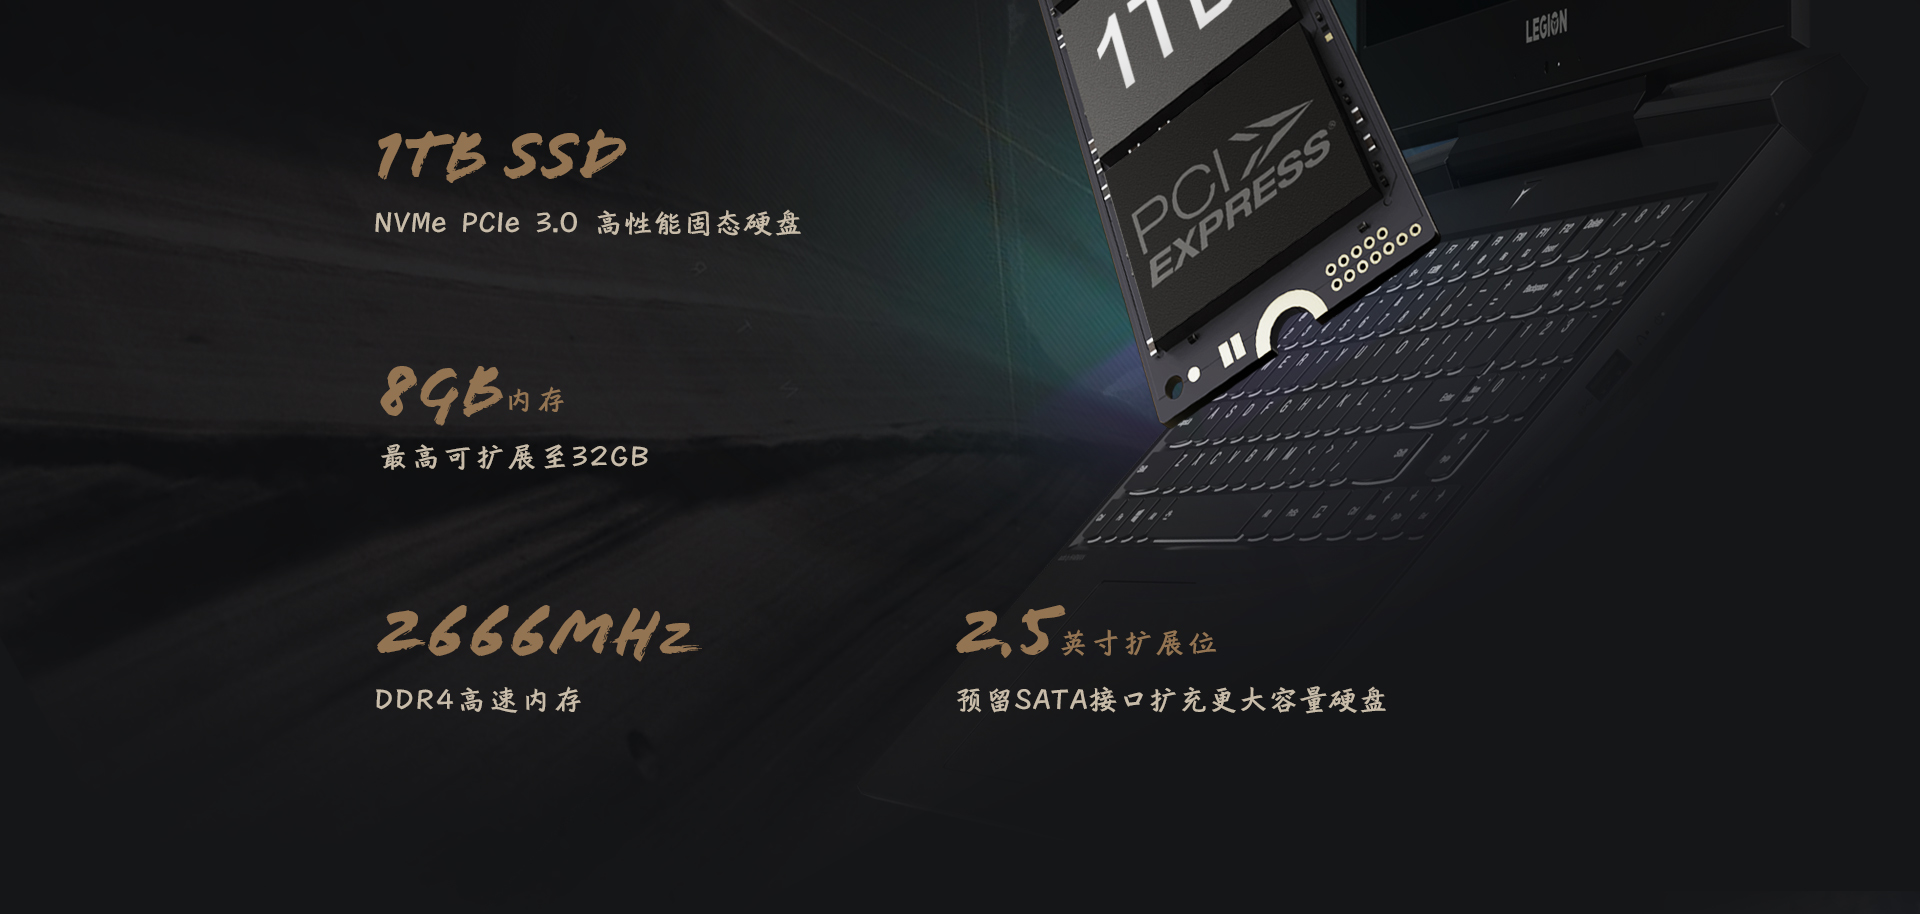 1TB
LEGION
PCI
EXPRESS®
1TB SSD
NVMe PCIe 3.0 高性能固态硬盘
8GB内存
最高可扩展至32GB
2666MHz
DDR4高速内存
2.5英寸扩展位
预留SATA接口扩充更大容量硬盘